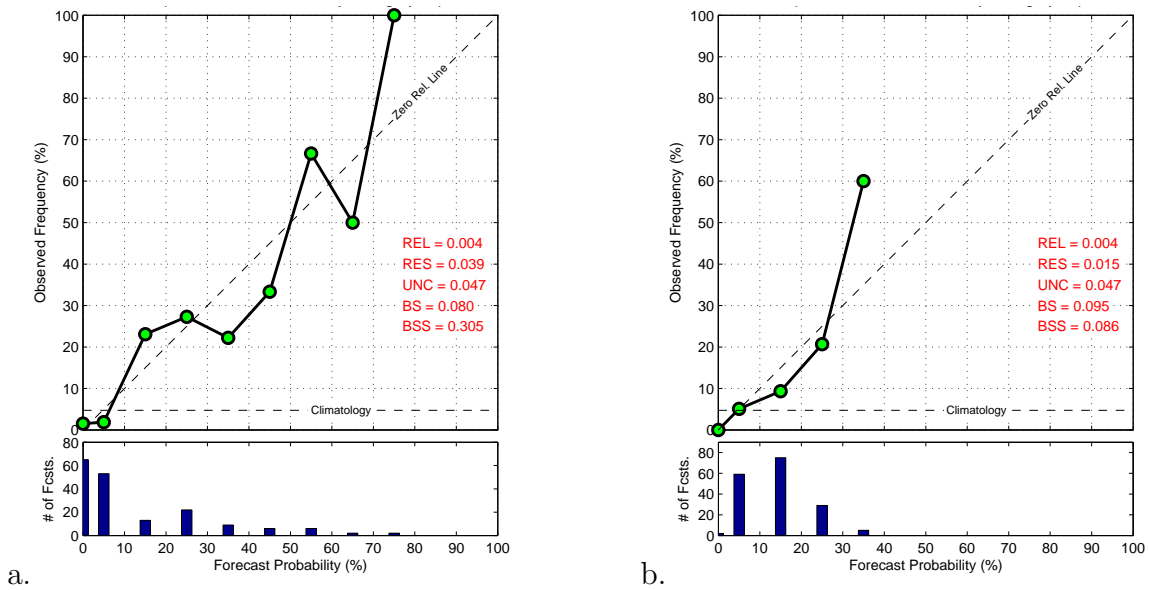 100
90
80
70
60
50
40
30
20
10
0
Observed Frequency (%)
Zero Rel. Line
REL = 0.004
RES = 0.039
UNC = 0.047
BS = 0.080
BSS = 0.305
Climatology
80
60
40
20
0
# of Fcsts.
0 10 20 30 40 50 60 70 80 90 100
Forecast Probability (%)
a.
100
90
80
70
60
50
40
30
20
10
0
Observed Frequency (%)
Zero Rel. Line
REL = 0.004
RES = 0.015
UNC = 0.047
BS = 0.095
BSS = 0.086
Climatology
80
60
40
20
0
# of Fcsts.
0 10 20 30 40 50 60 70 80 90 100
Forecast Probability (%)
b.